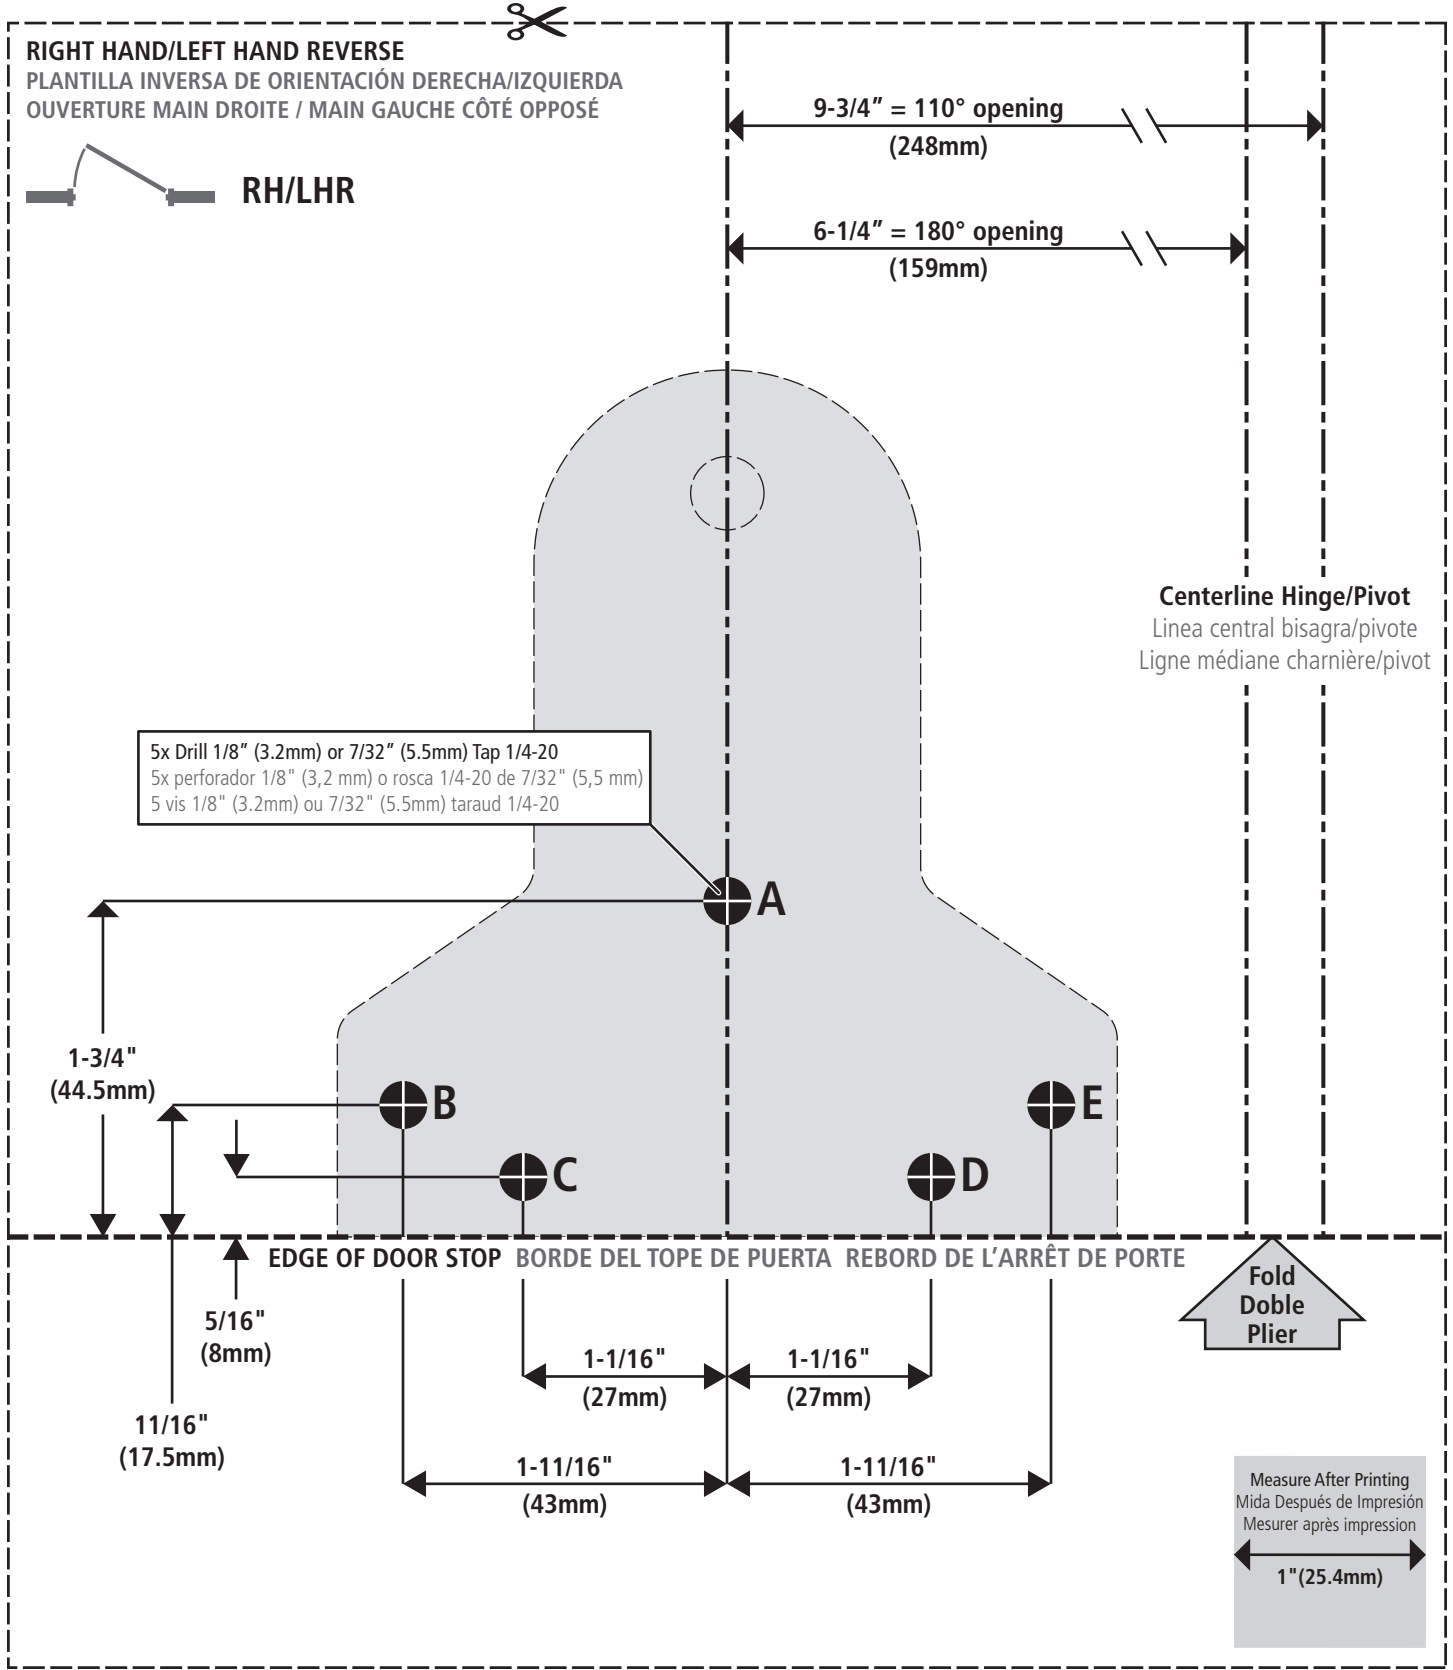 RIGHT HAND/LEFT HAND REVERSE
PLANTILLA INVERSA DE ORIENTACIÓN DERECHA/IZQUIERDA
OUVERTURE MAIN DROITE / MAIN GAUCHE CÔTÉ OPPOSÉ
RH/LHR
9-3/4″ = 110° opening
(248mm)
6-1/4″ = 180° opening
(159mm)
Centerline Hinge/Pivot
Linea central bisagra/pivote
Ligne médiane charnière/pivot
5x Drill 1/8″ (3.2mm) or 7/32″ (5.5mm) Tap 1/4-20
5x perforador 1/8" (3,2 mm) o rosca 1/4-20 de 7/32" (5,5 mm)
5 vis 1/8" (3.2mm) ou 7/32" (5.5mm) taraud 1/4-20
A
1-3/4"
(44.5mm)
B
E
C
D
EDGE OF DOOR STOP BORDE DEL TOPE DE PUERTA REBORD DE L’ARRÊT DE PORTE
Fold
Doble
Plier
5/16"
(8mm)
1-1/16"
(27mm)
1-1/16"
(27mm)
11/16"
(17.5mm)
1-11/16"
(43mm)
1-11/16"
(43mm)
Measure After Printing
Mida Después de Impresión
Mesurer après impression
1"(25.4mm)